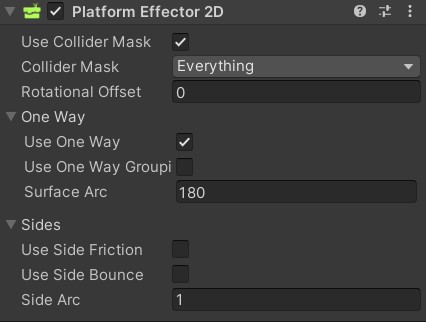 Platform Effector 2D
Use Collider Mask
Collider Mask Everything
Rotational Offset 0
One Way
Use One Way
Use One Way Groupi
Surface Arc 180
Sides
Use Side Friction
Use Side Bounce
Side Arc 1